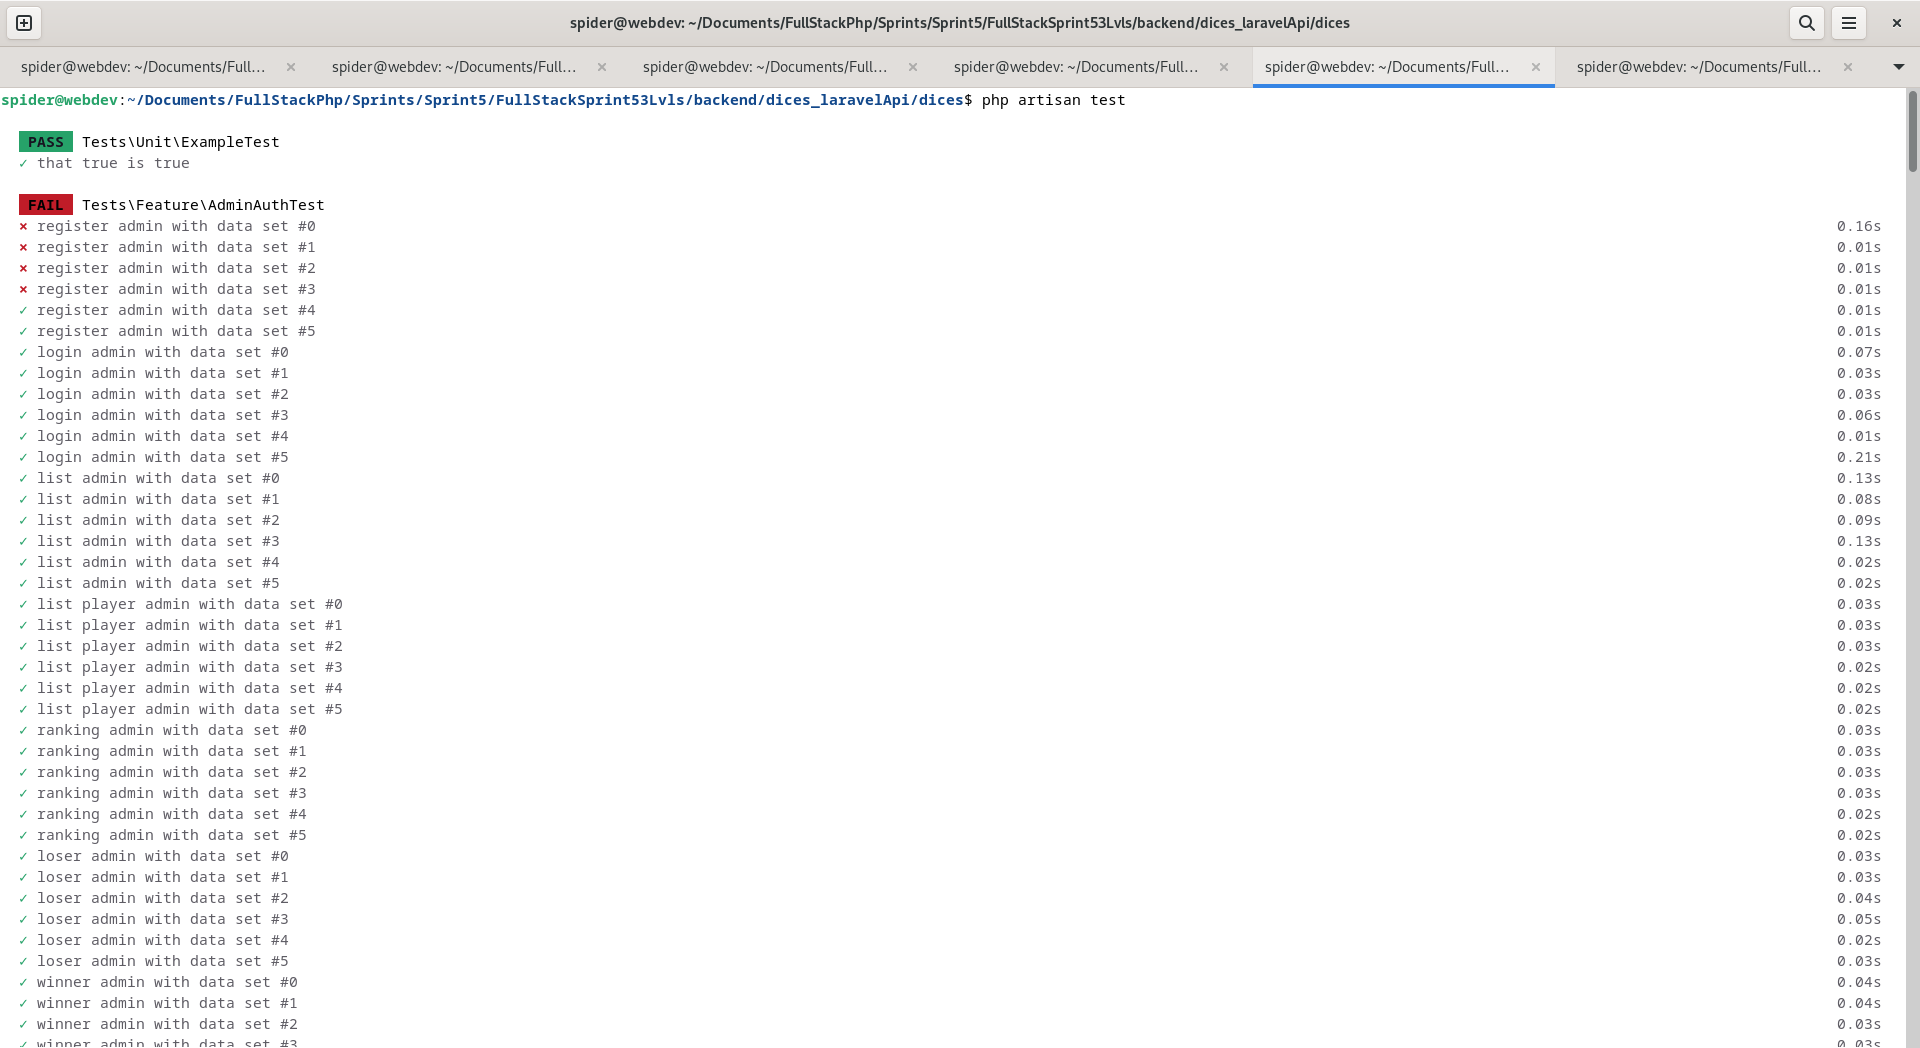 spider@webdev: ~/Documents/FullStackPhp/Sprints/Sprint5/FullStackSprint53Lvls/backend/dices_laravelApi/dices
spider@webdev: ~/Documents/Full... × spider@webdev: ~/Documents/Full... × spider@webdev: ~/Documents/Full... × spider@webdev: ~/Documents/Full... × spider@webdev: ~/Documents/Full... × spider@webdev: ~/Documents/Full... ×
spider@webdev:~/Documents/FullStackPhp/Sprints/Sprint5/FullStackSprint53Lvls/backend/dices_laravelApi/dices$ php artisan test
PASS Tests\Unit\ExampleTest
✓ that true is true
FAIL Tests\Feature\AdminAuthTest
× register admin with data set #0 0.16s
× register admin with data set #1 0.01s
× register admin with data set #2 0.01s
× register admin with data set #3 0.01s
✓ register admin with data set #4 0.01s
✓ register admin with data set #5 0.01s
✓ login admin with data set #0 0.07s
✓ login admin with data set #1 0.03s
✓ login admin with data set #2 0.03s
✓ login admin with data set #3 0.06s
✓ login admin with data set #4 0.01s
✓ login admin with data set #5 0.21s
✓ list admin with data set #0 0.13s
✓ list admin with data set #1 0.08s
✓ list admin with data set #2 0.09s
✓ list admin with data set #3 0.13s
✓ list admin with data set #4 0.02s
✓ list admin with data set #5 0.02s
✓ list player admin with data set #0 0.03s
✓ list player admin with data set #1 0.03s
✓ list player admin with data set #2 0.03s
✓ list player admin with data set #3 0.02s
✓ list player admin with data set #4 0.02s
✓ list player admin with data set #5 0.02s
✓ ranking admin with data set #0 0.03s
✓ ranking admin with data set #1 0.03s
✓ ranking admin with data set #2 0.03s
✓ ranking admin with data set #3 0.03s
✓ ranking admin with data set #4 0.02s
✓ ranking admin with data set #5 0.02s
✓ loser admin with data set #0 0.03s
✓ loser admin with data set #1 0.03s
✓ loser admin with data set #2 0.04s
✓ loser admin with data set #3 0.05s
✓ loser admin with data set #4 0.02s
✓ loser admin with data set #5 0.03s
✓ winner admin with data set #0 0.04s
✓ winner admin with data set #1 0.04s
✓ winner admin with data set #2 0.03s
✓ winner admin with data set #3 0.03s